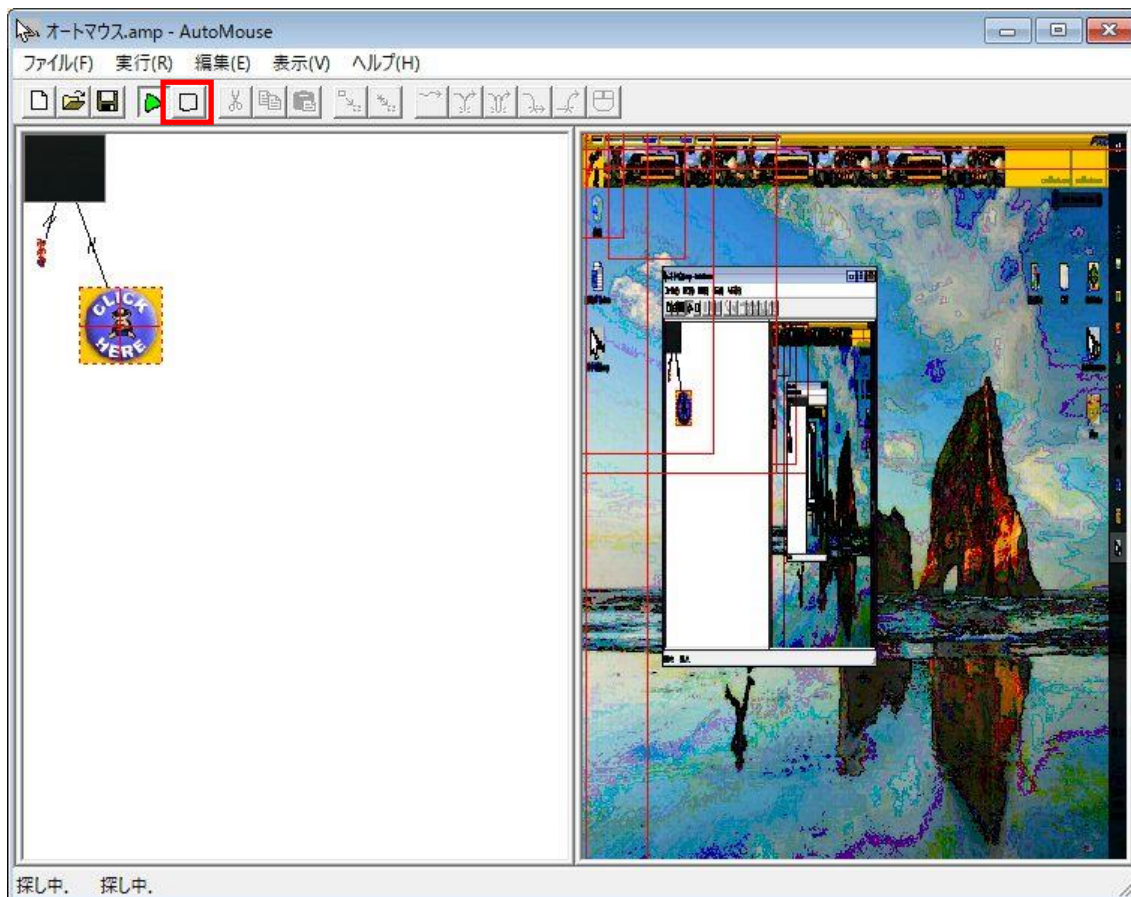 オートマウス.amp - AutoMouse
ファイル(F) 実行(R) 編集(E) 表示(V) ヘルプ(H)
CLICK
HERE
探し中. 探し中.